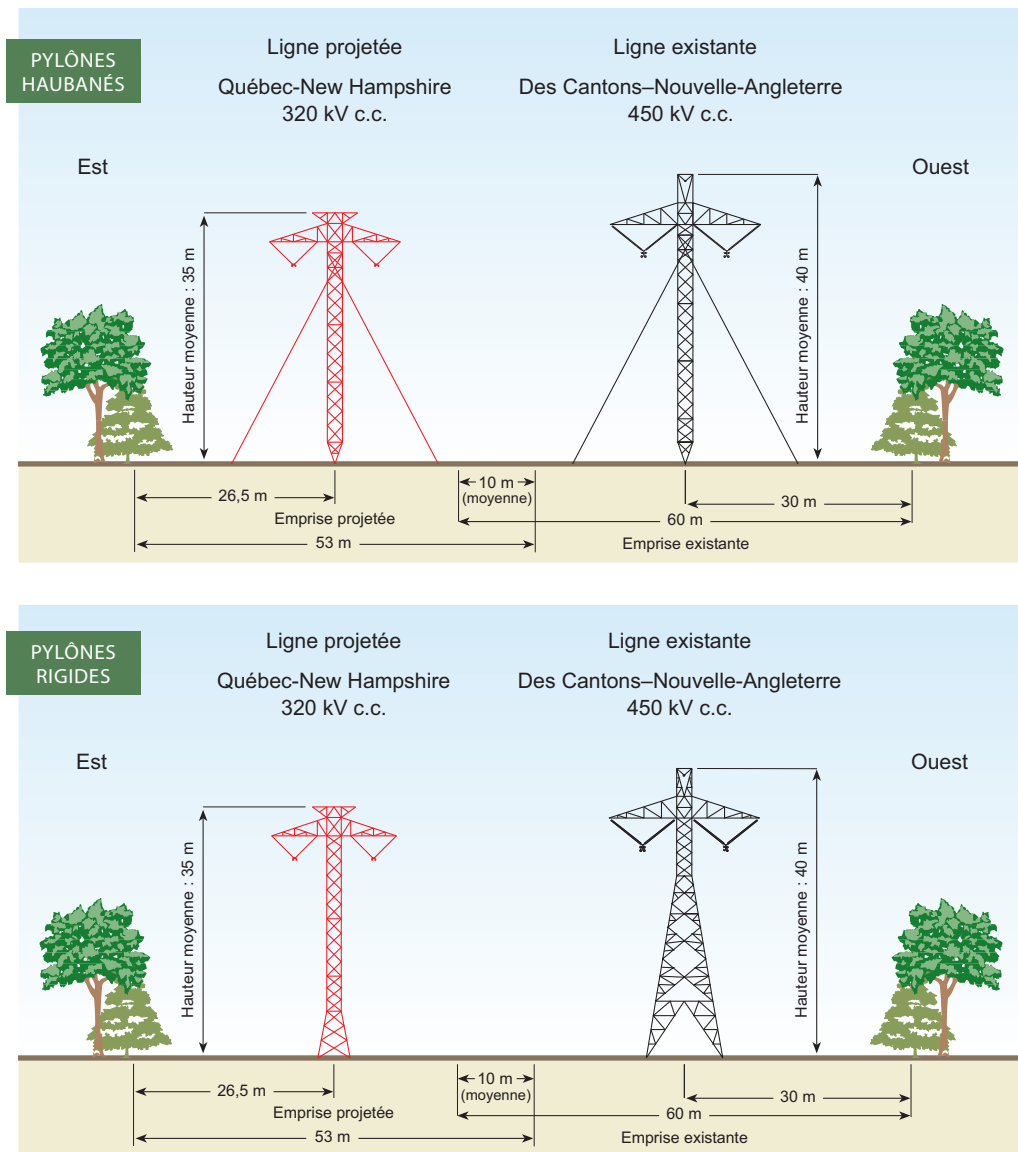 PYLÔNES
HAUBANÉS
Ligne projetée
Québec-New Hampshire
320 kV c.c.
Ligne existante
Des Cantons–Nouvelle-Angleterre
450 kV c.c.
Est
Ouest
Hauteur moyenne : 35 m
Hauteur moyenne : 40 m
26,5 m
10 m
(moyenne)
30 m
Emprise projetée
60 m
53 m
Emprise existante
PYLÔNES
RIGIDES
Ligne projetée
Québec-New Hampshire
320 kV c.c.
Ligne existante
Des Cantons–Nouvelle-Angleterre
450 kV c.c.
Est
Ouest
Hauteur moyenne : 35 m
Hauteur moyenne : 40 m
26,5 m
10 m
(moyenne)
30 m
Emprise projetée
60 m
53 m
Emprise existante